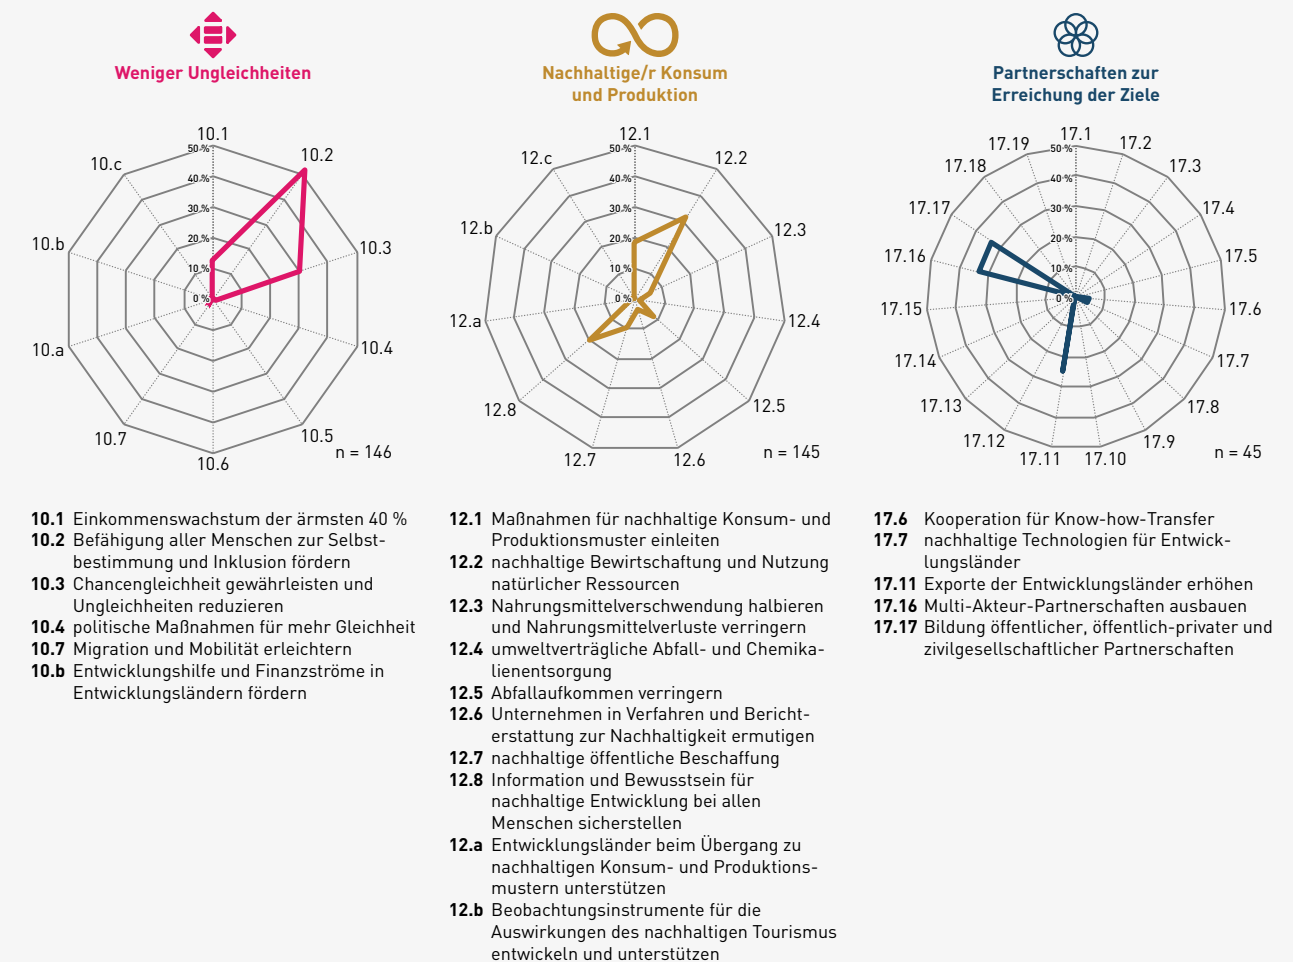 Weniger Ungleichheiten
10.1
50 %
40 %
30 %
20 %
10 %
0 %
10.2
10.3
10.4
10.5
10.6
10.7
10.a
10.b
10.c
n = 146
10.1 Einkommenswachstum der ärmsten 40 %
10.2 Befähigung aller Menschen zur Selbst-
bestimmung und Inklusion fördern
10.3 Chancengleichheit gewährleisten und
Ungleichheiten reduzieren
10.4 politische Maßnahmen für mehr Gleichheit
10.7 Migration und Mobilität erleichtern
10.b Entwicklungshilfe und Finanzströme in
Entwicklungsländern fördern
Nachhaltige/r Konsum
und Produktion
12.1
50 %
40 %
30 %
20 %
10 %
0 %
12.2
12.3
12.4
12.5
12.6
12.7
12.8
12.a
12.b
12.c
n = 145
12.1 Maßnahmen für nachhaltige Konsum- und
Produktionsmuster einleiten
12.2 nachhaltige Bewirtschaftung und Nutzung
natürlicher Ressourcen
12.3 Nahrungsmittelverschwendung halbieren
und Nahrungsmittelverluste verringern
12.4 umweltverträgliche Abfall- und Chemika-
lienentsorgung
12.5 Abfallaufkommen verringern
12.6 Unternehmen in Verfahren und Bericht-
erstattung zur Nachhaltigkeit ermutigen
12.7 nachhaltige öffentliche Beschaffung
12.8 Information und Bewusstsein für
nachhaltige Entwicklung bei allen
Menschen sicherstellen
12.a Entwicklungsländer beim Übergang zu
nachhaltigen Konsum- und Produktions-
mustern unterstützen
12.b Beobachtungsinstrumente für die
Auswirkungen des nachhaltigen Tourismus
entwickeln und unterstützen
Partnerschaften zur
Erreichung der Ziele
17.1
50 %
40 %
30 %
20 %
10 %
0 %
17.2
17.3
17.4
17.5
17.6
17.7
17.8
17.9
17.10
17.11
17.12
17.13
17.14
17.15
17.16
17.17
17.18
17.19
n = 45
17.6 Kooperation für Know-how-Transfer
17.7 nachhaltige Technologien für Entwick-
lungsländer
17.11 Exporte der Entwicklungsländer erhöhen
17.16 Multi-Akteur-Partnerschaften ausbauen
17.17 Bildung öffentlicher, öffentlich-privater und
zivilgesellschaftlicher Partnerschaften